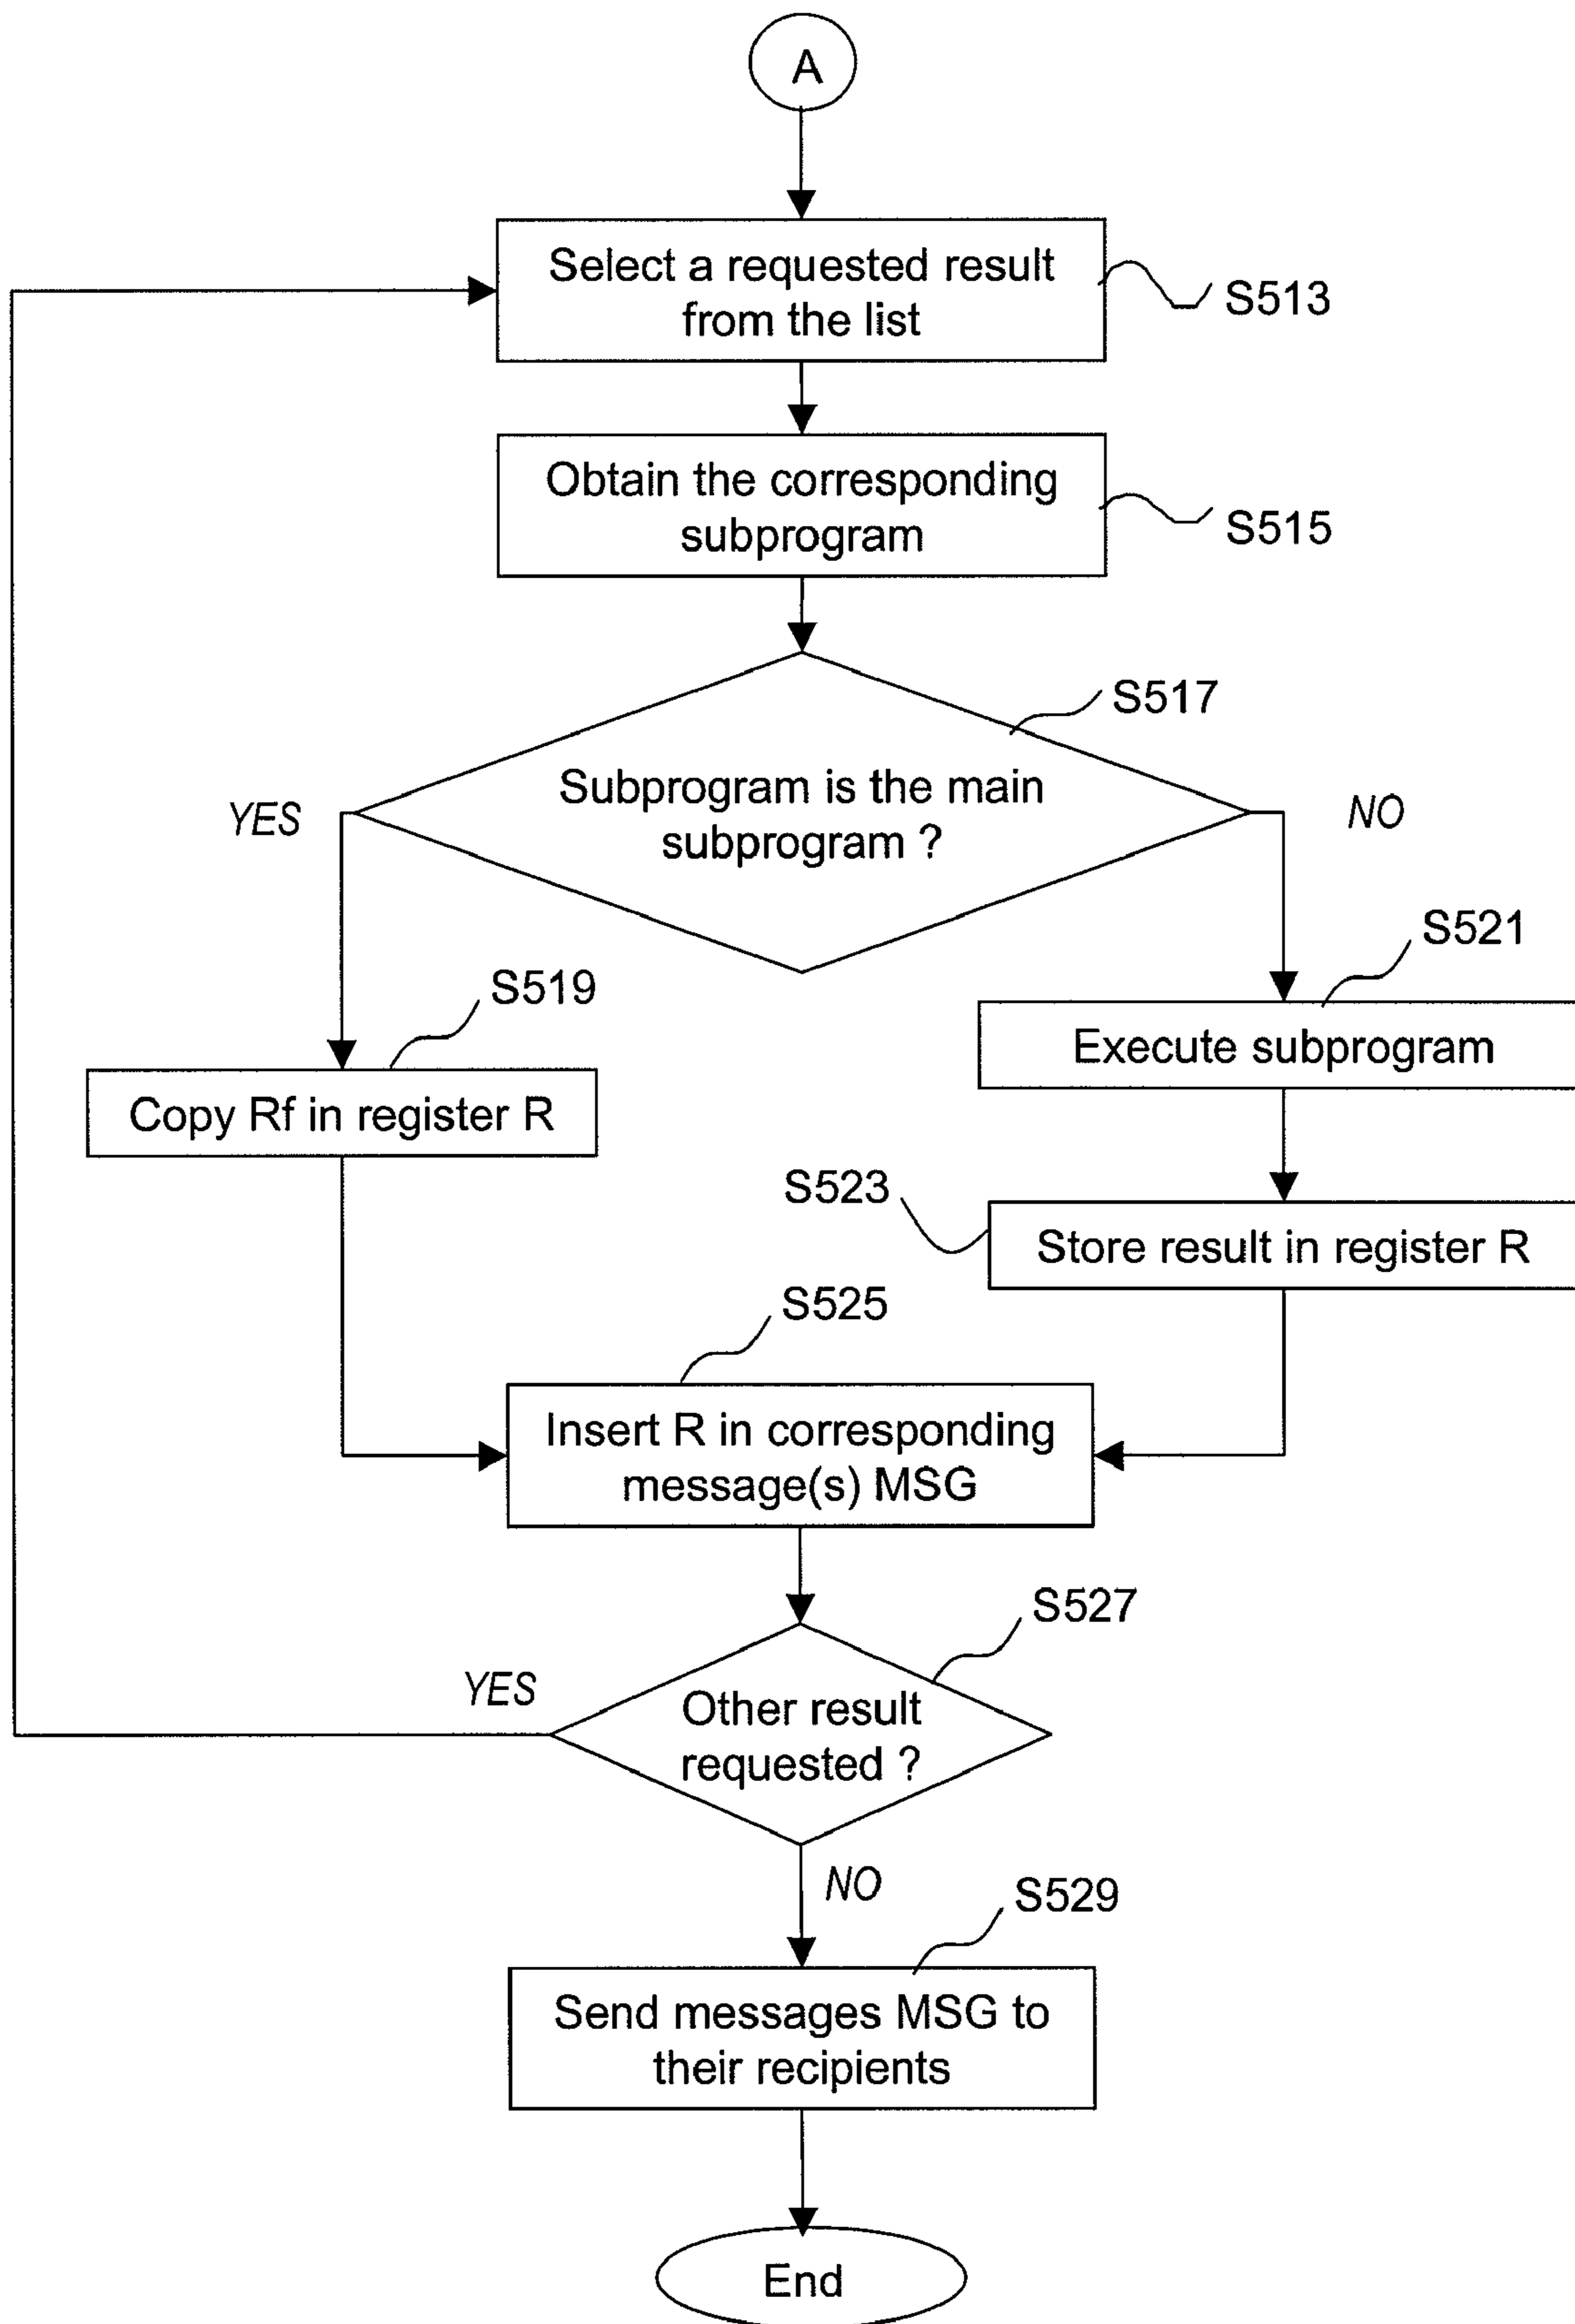 A
Select a requested result
from the list
S513
Obtain the corresponding
subprogram
S515
S517
Subprogram is the main
subprogram ?
YES
NO
S521
S519
Execute subprogram
Copy Rf in register R
S523
Store result in register R
S525
Insert R in corresponding
message(s) MSG
S527
YES
Other result
requested ?
NO
S529
Send messages MSG to
their recipients
End